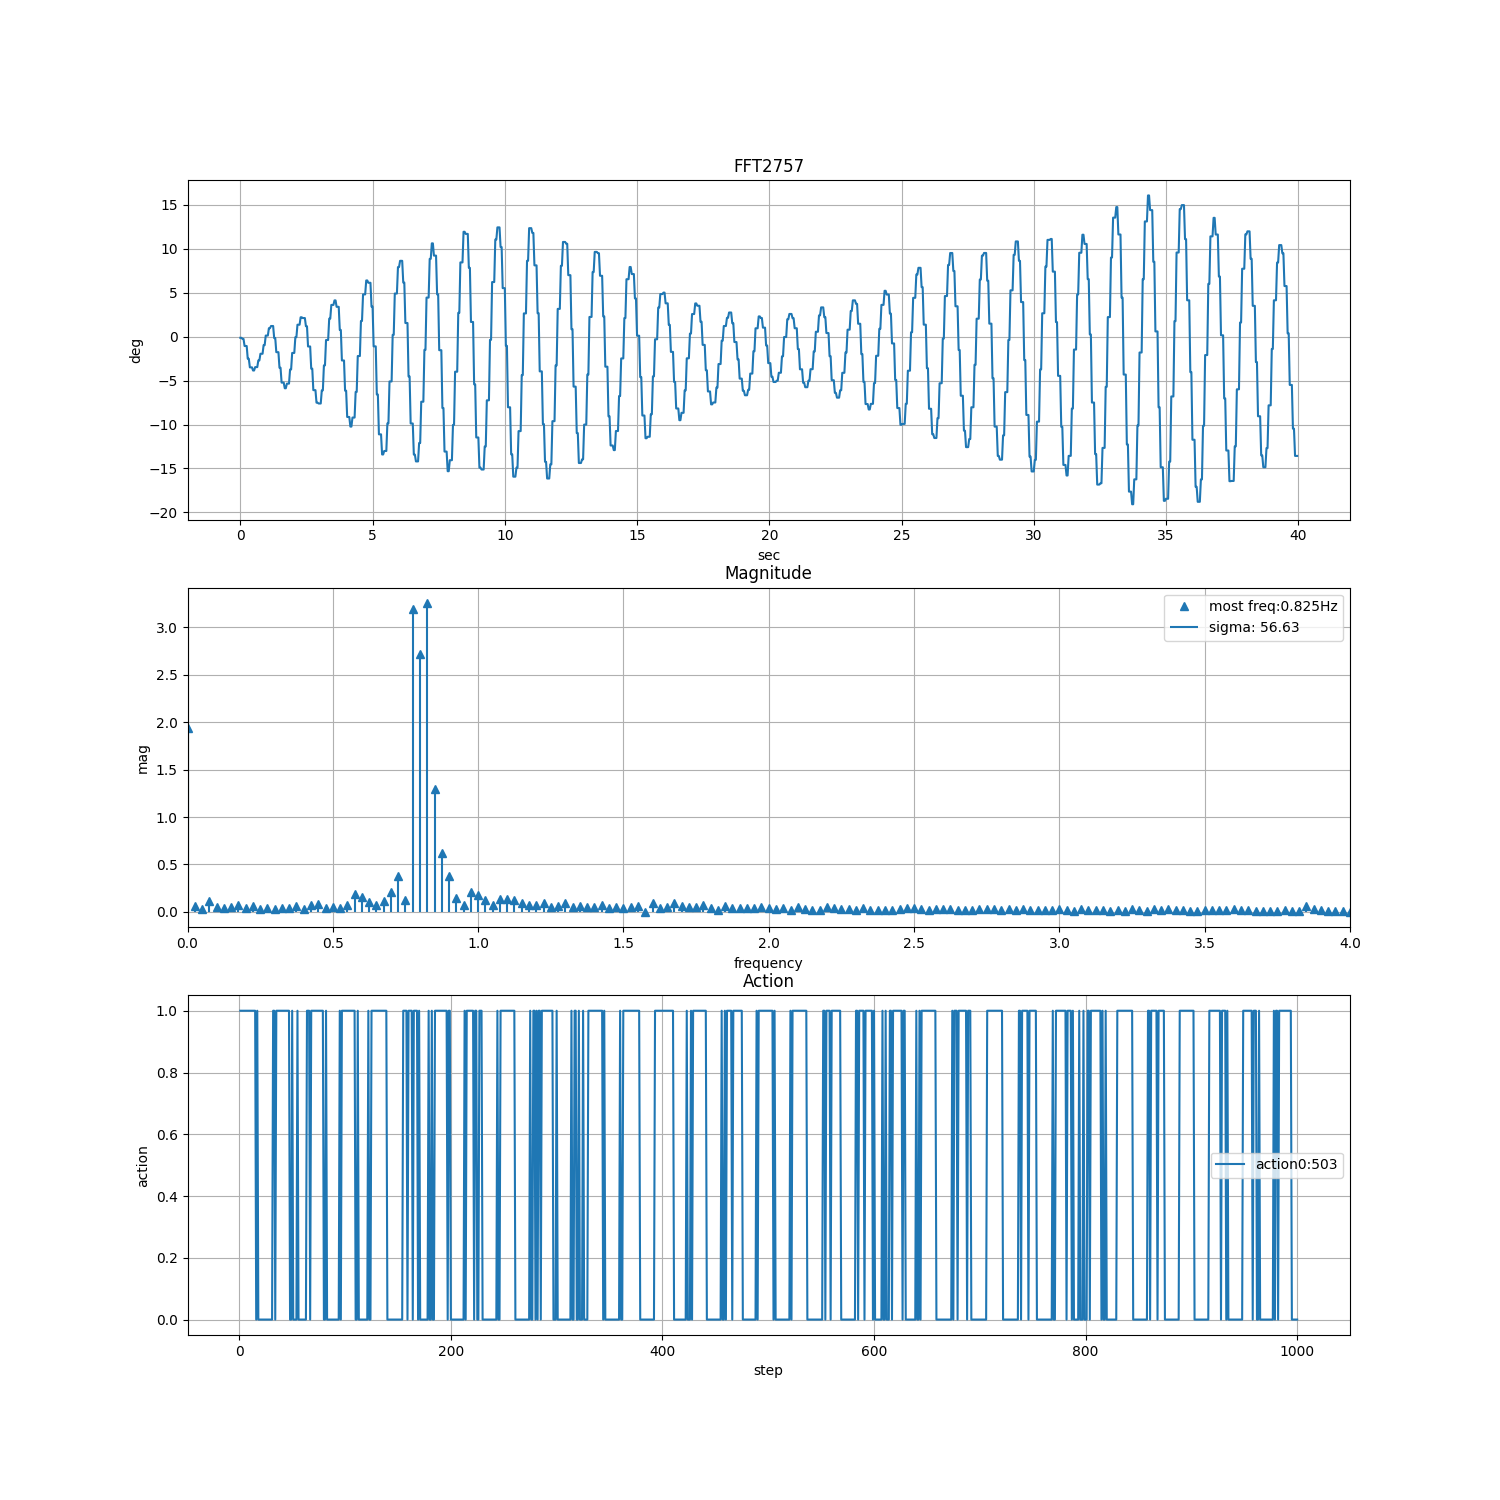 FFT2757
15
10
5
0
−5
−10
−15
−20
deg
0 5 10 15 20 25 30 35 40
sec
Magnitude
most freq:0.825Hz
sigma: 56.63
3.0
2.5
2.0
1.5
1.0
0.5
0.0
mag
0.0 0.5 1.0 1.5 2.0 2.5 3.0 3.5 4.0
frequency
Action
1.0
0.8
0.6
0.4
0.2
0.0
action
action0:503
0 200 400 600 800 1000
step